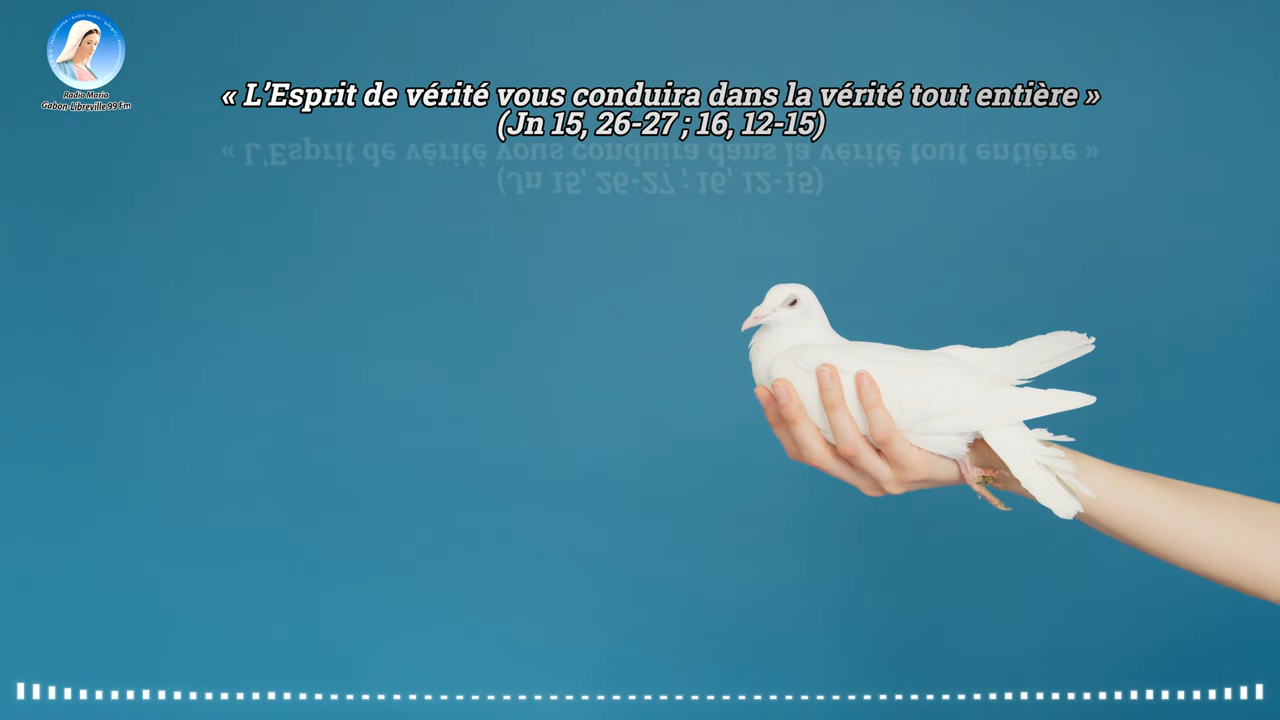 Radio Maria
Gabon-Libreville 99 Fm
« L'Esprit de vérité vous conduira dans la vérité tout entière »
(Jn 15, 26-27 ; 16, 12-15)